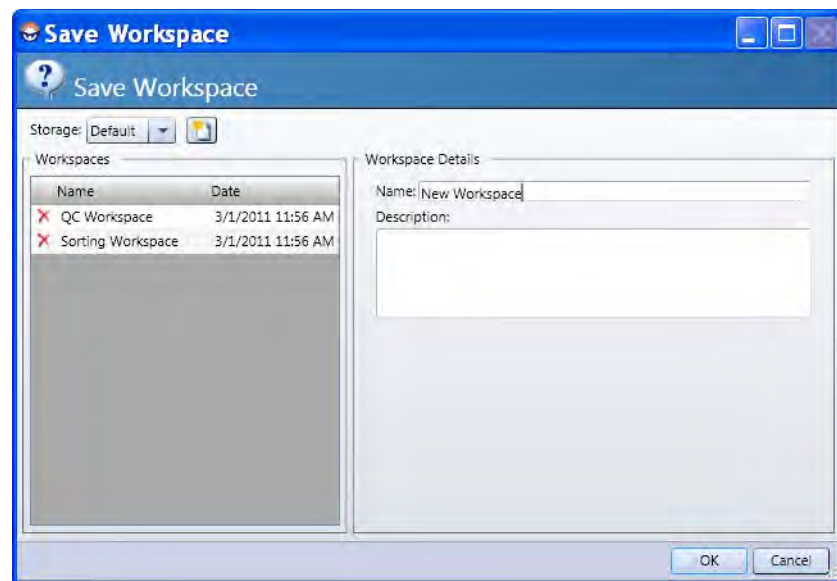 Save Workspace
? Save Workspace
Storage: Default
Workspaces
Name Date
QC Workspace 3/1/2011 11:56 AM
Sorting Workspace 3/1/2011 11:56 AM
Workspace Details
Name: New Workspace
Description:
OK Cancel